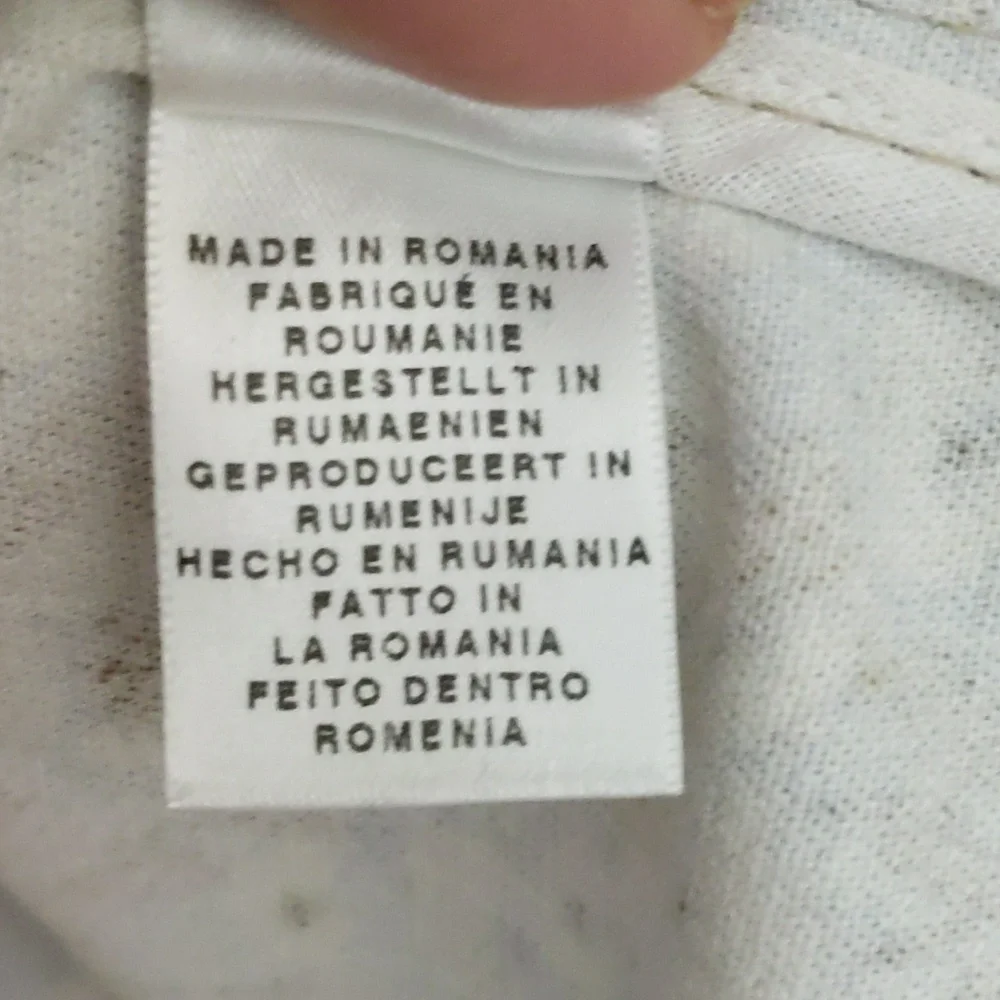 MADE IN ROMANIA
FABRIQUÉ EN
ROUMANIE
HERGESTELLT IN
RUMAENIEN
GEPRODUCEERT IN
RUMENIJE
HECHO EN RUMANIA
FATTO IN
LA ROMANIA
FEITO DENTRO
ROMENIA